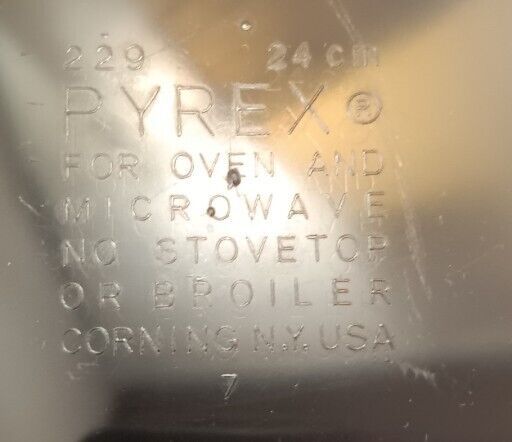 229 24 cm
PYREX®
FOR OVEN AND
MICROWAVE
NO STOVETOP
OR BROILER
CORNING N.Y. USA
7